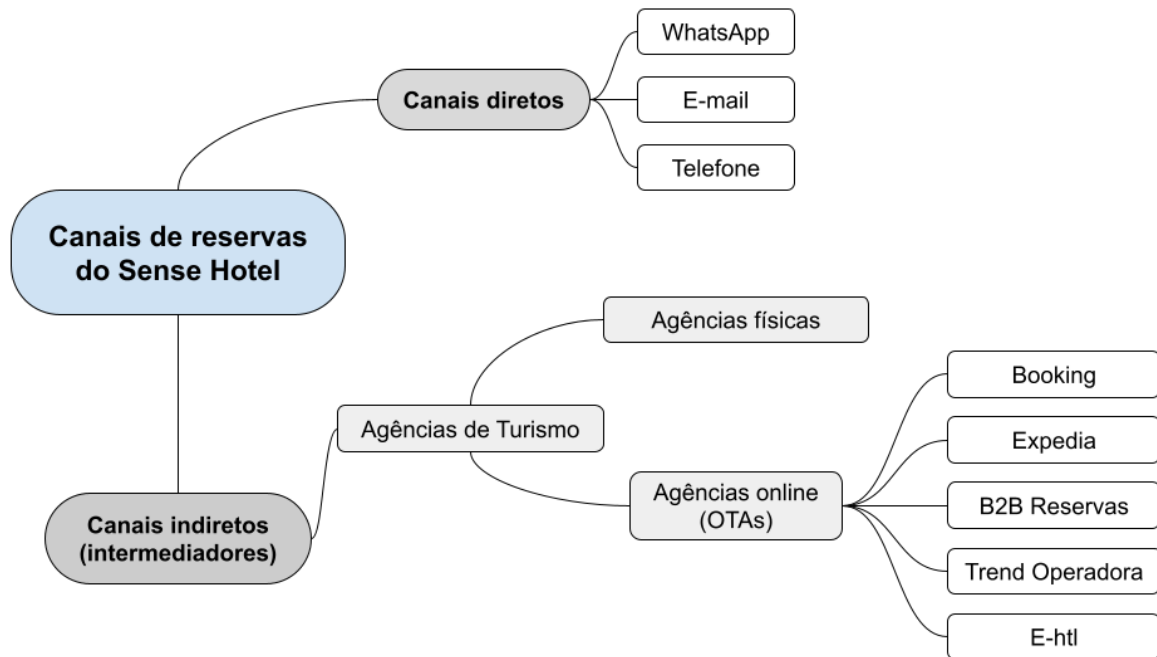 WhatsApp
Canais diretos
E-mail
Telefone
Canais de reservas
do Sense Hotel
Agências físicas
Agências de Turismo
Booking
Expedia
Agências online
(OTAs)
B2B Reservas
Trend Operadora
E-htl
Canais indiretos
(intermediadores)